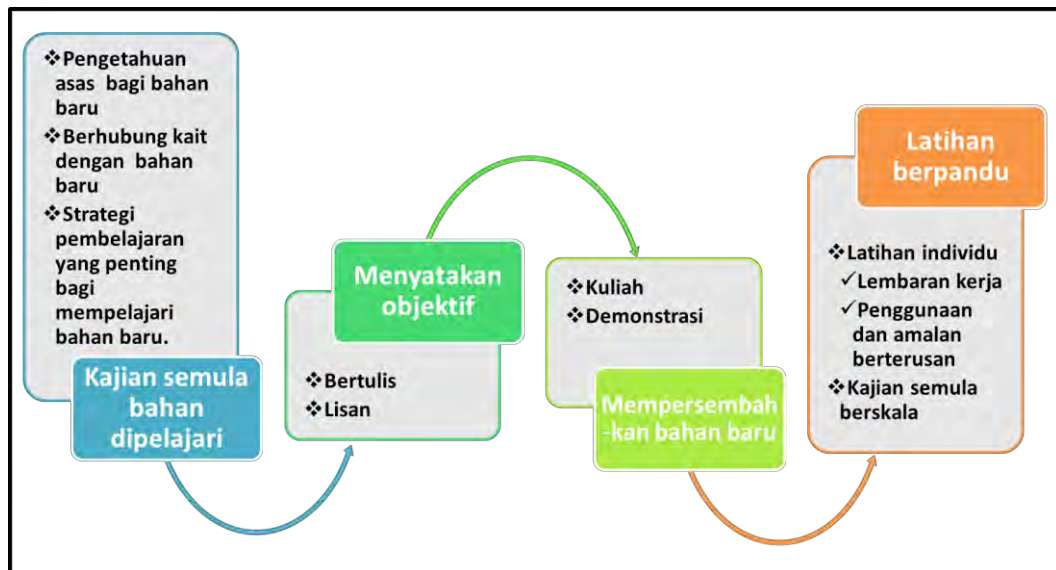 ❖Pengetahuan
asas bagi bahan
baru
❖Berhubung kait
dengan bahan
baru
❖Strategi
pembelajaran
yang penting
bagi
mempelajari
bahan baru.
Kajian semula
bahan
dipelajari
Menyatakan
objektif
❖Bertulis
❖Lisan
❖Kuliah
❖Demonstrasi
Mempersembah
-kan bahan baru
Latihan
berpandu
❖Latihan individu
✓Lembaran kerja
✓Penggunaan
dan amalan
berterusan
❖Kajian semula
berskala